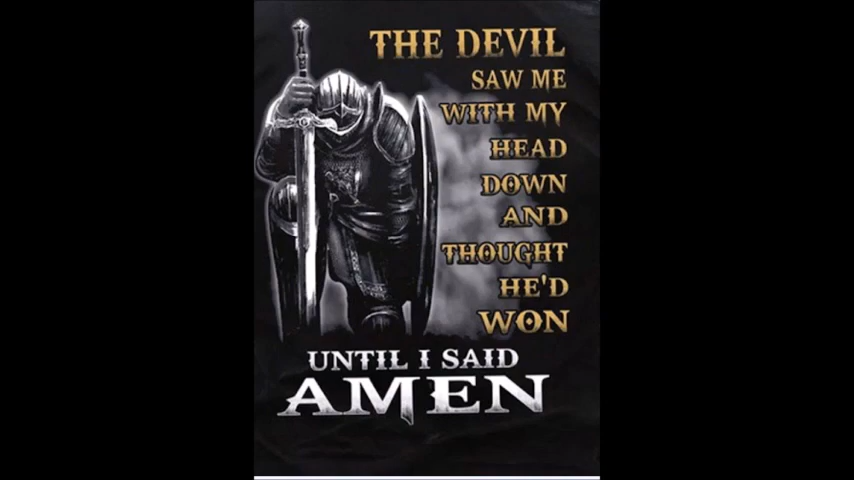 THE DEVIL
SAW ME
WITH MY
HEAD
DOWN
AND
THOUGHT
HE'D
WON
UNTIL I SAID
AMEN